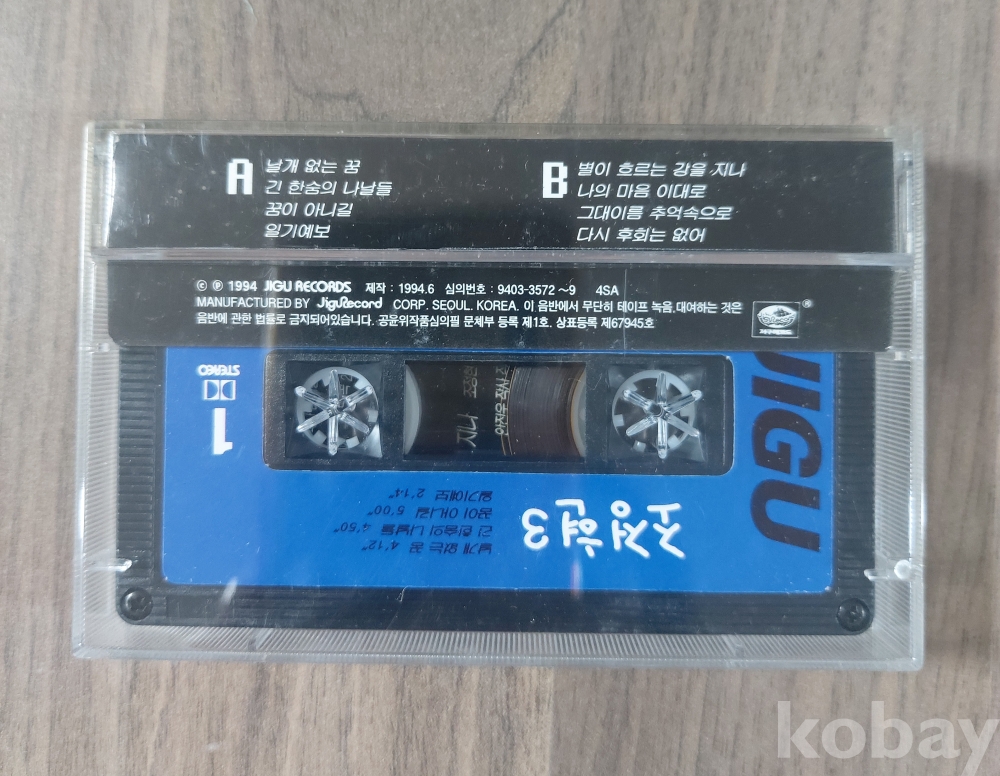 A
날개 없는 꿈
긴 한숨의 나날들
꿈이 아니길
일기예보
B
별이 흐르는 강을 지나
나의 마음 이대로
그대이름 추억속으로
다시 후회는 없어
© ℗ 1994 JIGU RECORDS 제작 : 1994.6 심의번호 : 9403-3572 ~9 4SA
MANUFACTURED BY JiguRecord CORP. SEOUL. KOREA. 이 음반에서 무단히 테이프 녹음, 대여하는 것은
음반에 관한 법률로 금지되어있습니다. 공윤위작품심의필 문체부 등록 제1호. 상표등록 제67945호
®
JIGU
조정현 3
날개 없는 꿈 4'12"
긴 한숨의 나날들 4'50"
꿈이 아니길 5'00"
일기예보
1
STEREO
지나
조정현
kobay